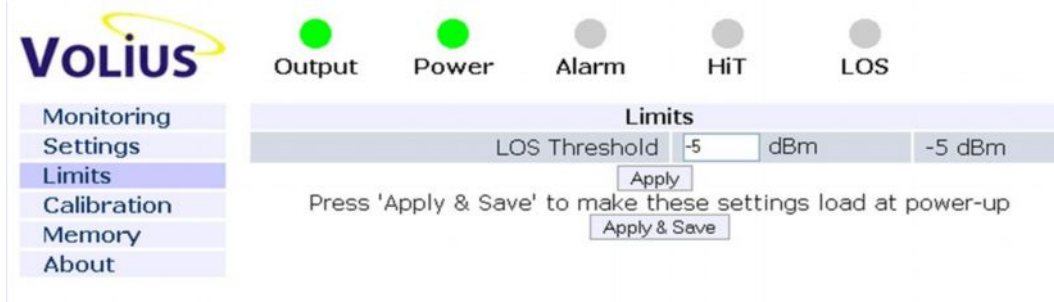 VOLiUS
Output Power Alarm HiT LOS
Monitoring
Settings
Limits
Calibration
Memory
About
Limits
LOS Threshold -5 dBm -5 dBm
Apply
Press 'Apply & Save' to make these settings load at power-up
Apply & Save